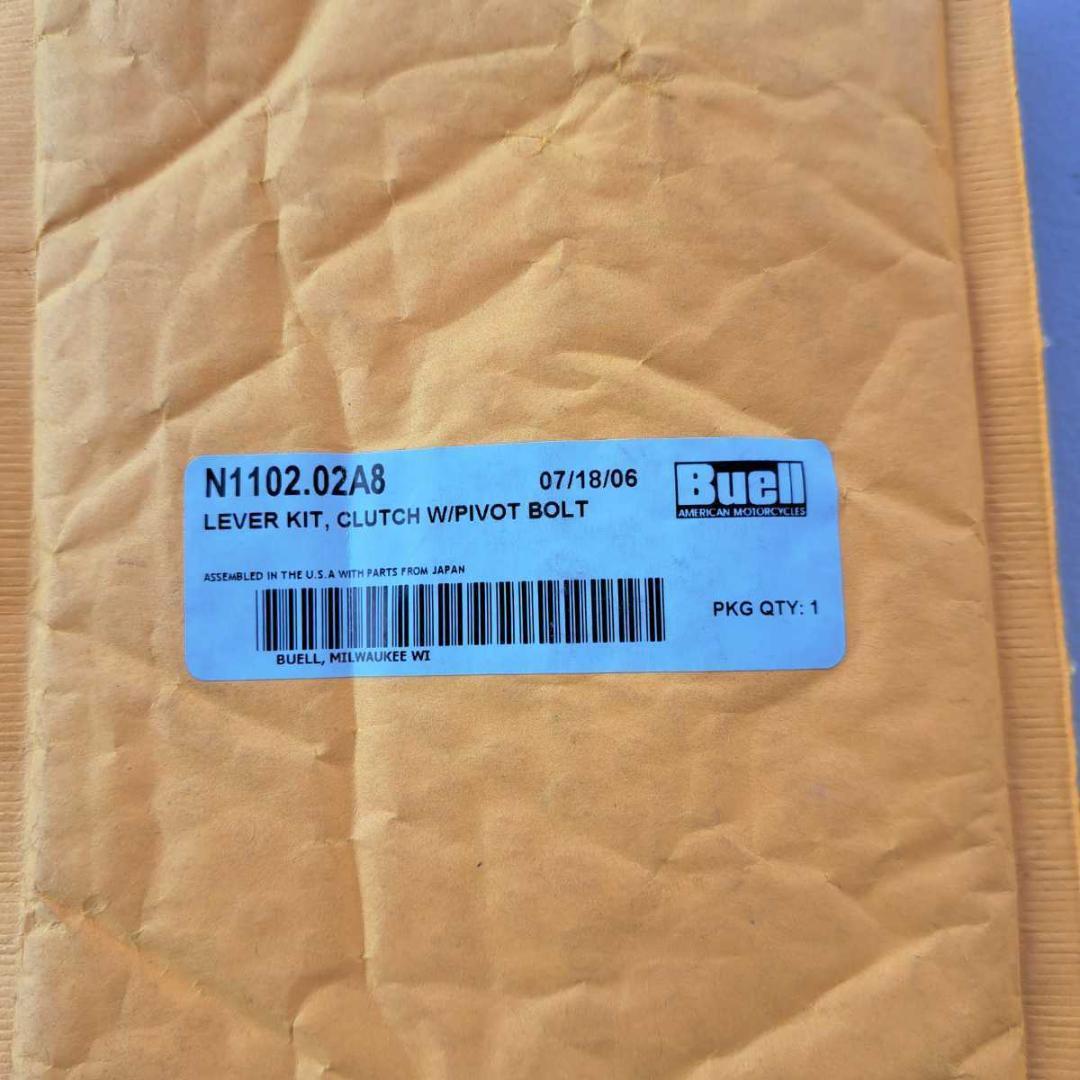 N1102.02A8 07/18/06 Buell
AMERICAN MOTORCYCLES
LEVER KIT, CLUTCH W/PIVOT BOLT
ASSEMBLED IN THE U.S.A WITH PARTS FROM JAPAN
PKG QTY: 1
BUELL, MILWAUKEE WI